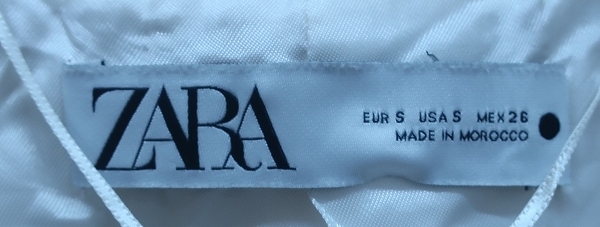 ZARA
EUR S USA S MEX 26
MADE IN MOROCCO